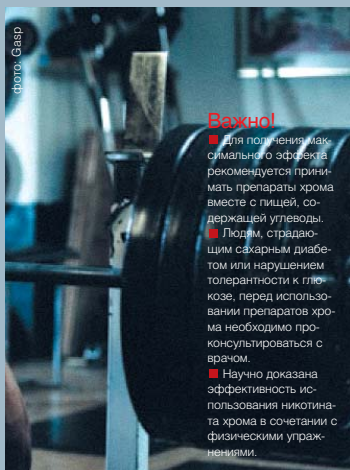 фото: Gasp
Важно!
■ Для получения мак-
симального эффекта
рекомендуется прини-
мать препараты хрома
вместе с пищей, со-
держащей углеводы.
■ Людям, страдаю-
щим сахарным диабе-
том или нарушением
толерантности к глю-
козе, перед использо-
вании препаратов хро-
ма необходимо про-
консультироваться с
врачом.
■ Научно доказана
эффективность ис-
пользования никотина-
та хрома в сочетании с
физическими упраж-
нениями.